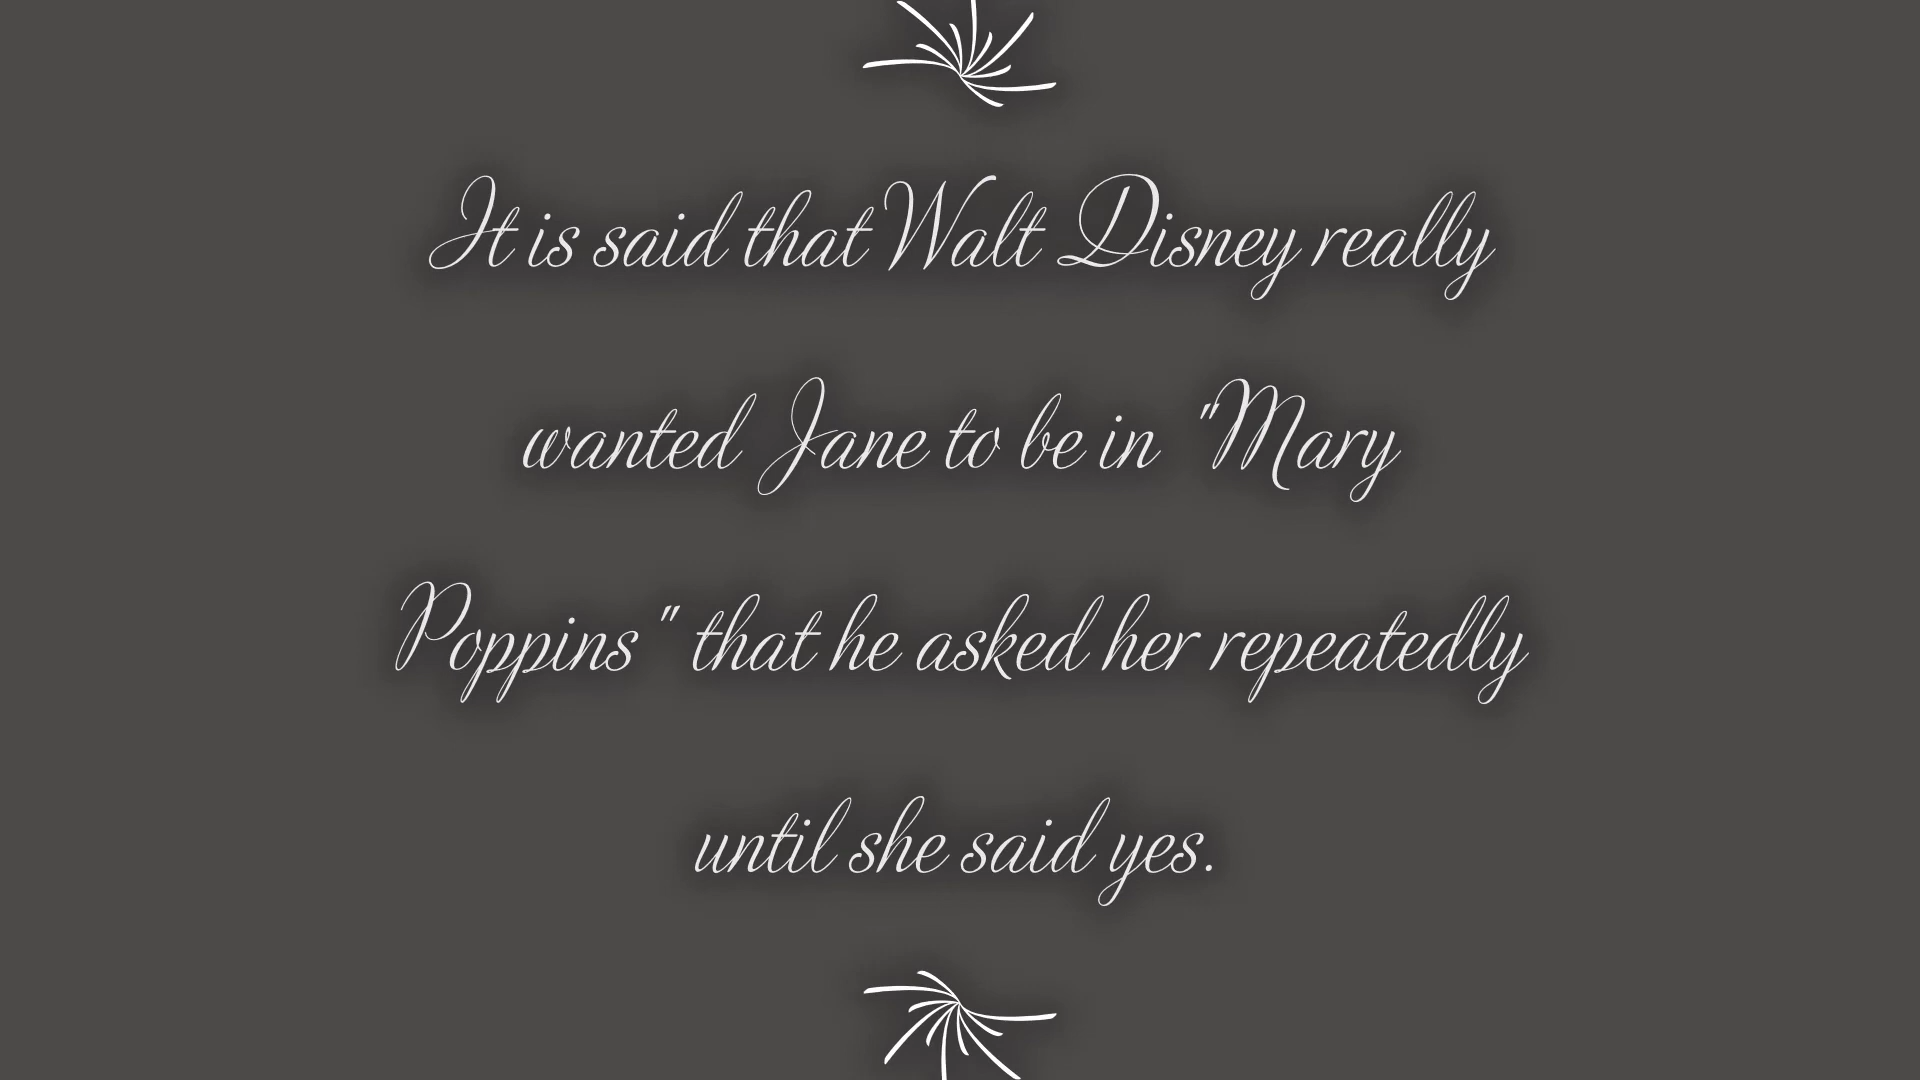 It is said that Walt Disney really
wanted Jane to be in "Mary
Poppins" that he asked her repeatedly
until she said yes.